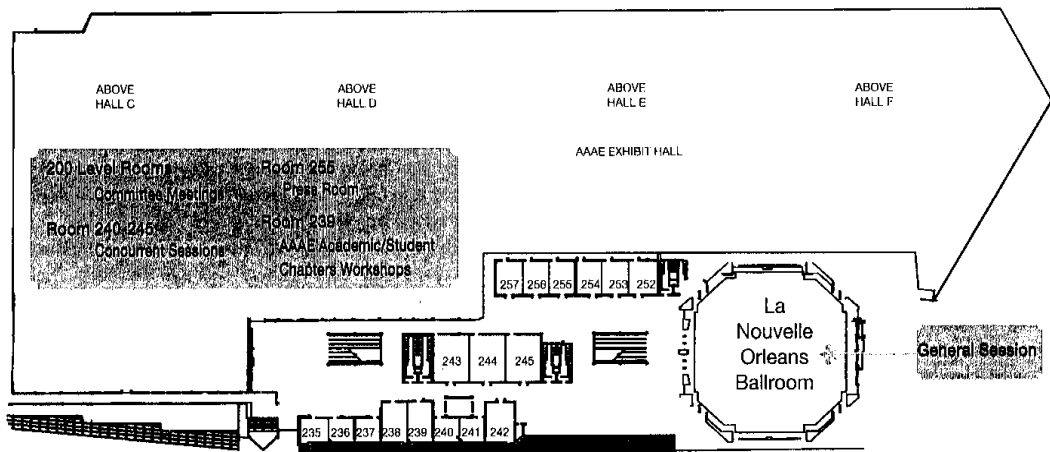 ABOVE
HALL C
ABOVE
HALL D
ABOVE
HALL E
ABOVE
HALL F
AAAE EXHIBIT HALL
200 Level Rooms
Committee Meetings
Room 240-245
Concurrent Sessions
Room 255
Press Room
Room 239
AAAE Academic/Student
Chapters Workshops
257 256 255 254 253 252
La
Nouvelle
Orleans
Ballroom
General Session
243 244 245
235 236 237 238 239 240 241 242